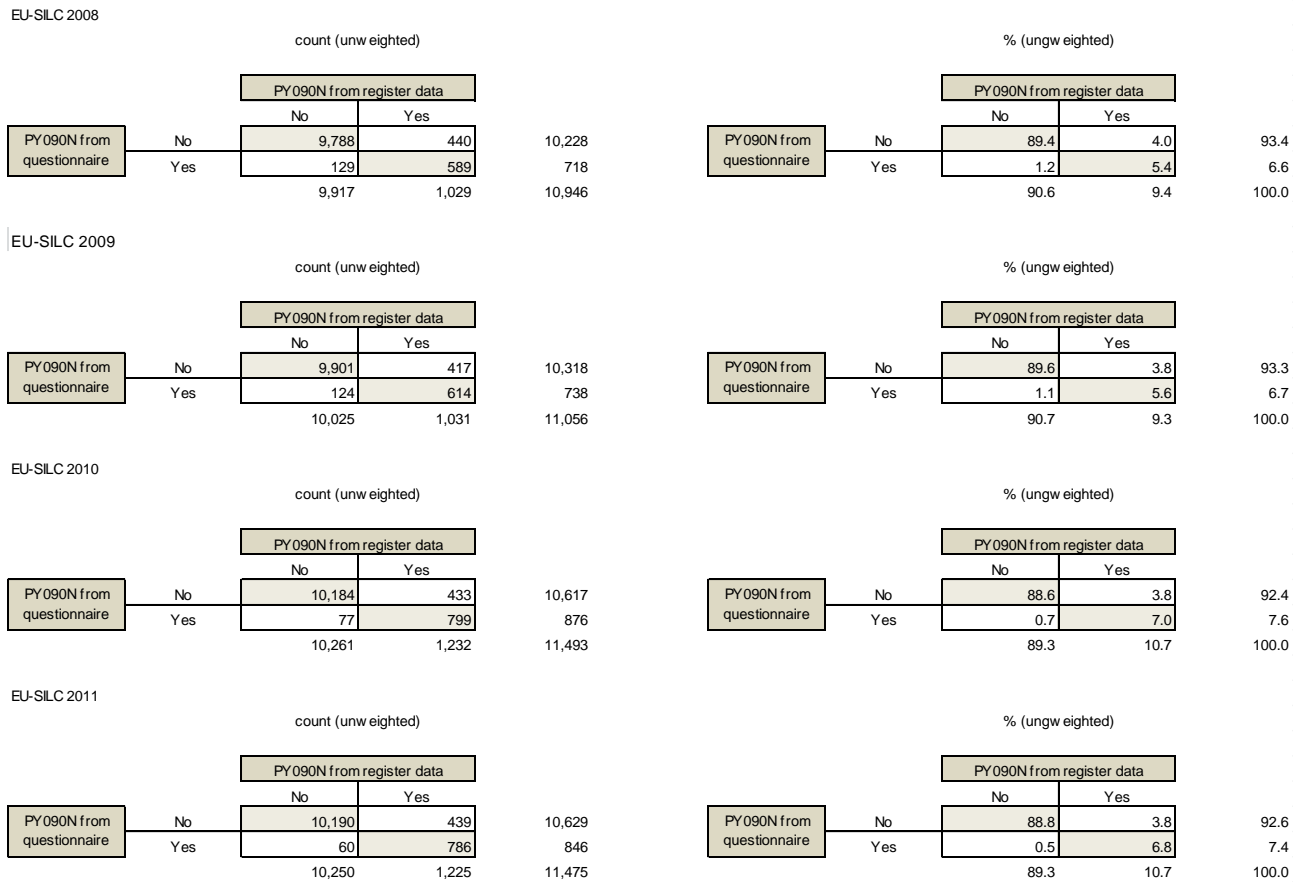 EU-SILC 2008
count (unweighted) % (ungweighted)
PY090N from register data PY090N from register data
No Yes No Yes
PY090N from No 9,788 440 10,228 PY090N from No 89.4 4.0 93.4
questionnaire Yes 129 589 718 questionnaire Yes 1.2 5.4 6.6
9,917 1,029 10,946 90.6 9.4 100.0
EU-SILC 2009
count (unweighted) % (ungweighted)
PY090N from register data PY090N from register data
No Yes No Yes
PY090N from No 9,901 417 10,318 PY090N from No 89.6 3.8 93.3
questionnaire Yes 124 614 738 questionnaire Yes 1.1 5.6 6.7
10,025 1,031 11,056 90.7 9.3 100.0
EU-SILC 2010
count (unweighted) % (ungweighted)
PY090N from register data PY090N from register data
No Yes No Yes
PY090N from No 10,184 433 10,617 PY090N from No 88.6 3.8 92.4
questionnaire Yes 77 799 876 questionnaire Yes 0.7 7.0 7.6
10,261 1,232 11,493 89.3 10.7 100.0
EU-SILC 2011
count (unweighted) % (ungweighted)
PY090N from register data PY090N from register data
No Yes No Yes
PY090N from No 10,190 439 10,629 PY090N from No 88.8 3.8 92.6
questionnaire Yes 60 786 846 questionnaire Yes 0.5 6.8 7.4
10,250 1,225 11,475 89.3 10.7 100.0